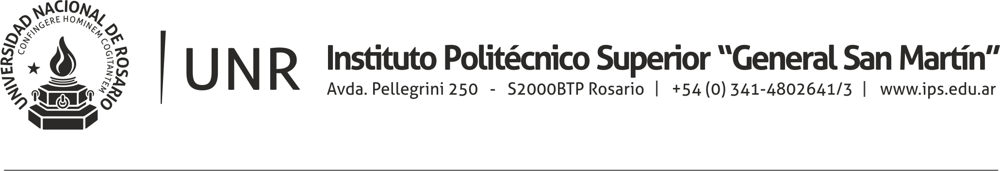 UNIVERSIDAD NACIONAL DE ROSARIO
CONFINGERE HOMINEM COGITANTEM
UNR
Instituto Politécnico Superior “General San Martín”
Avda. Pellegrini 250 - S2000BTP Rosario | +54 (0) 341-4802641/3 | www.ips.edu.ar